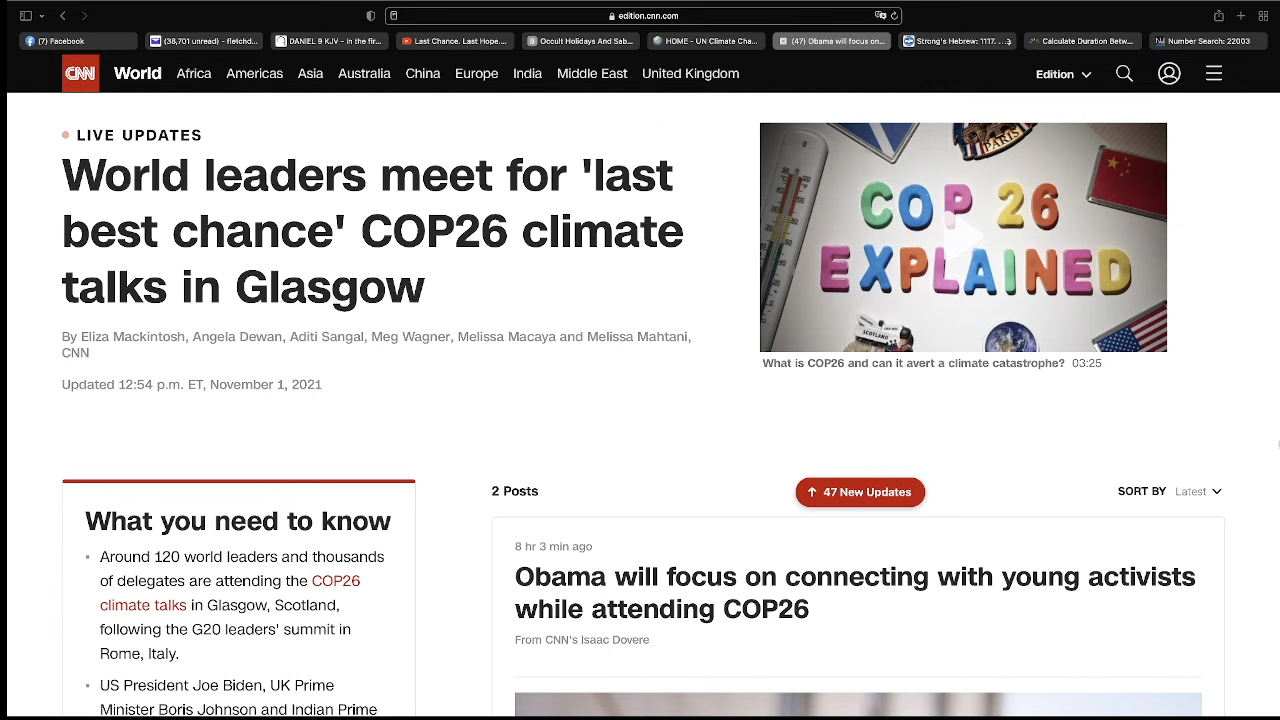 edition.cnn.com
(7) Facebook
(38,701 unread) - fletchd...
DANIEL 9 KJV - In the fir...
Last Chance. Last Hope....
Occult Holidays And Sab...
HOME - UN Climate Cha...
(47) Obama will focus on...
Strong's Hebrew: 1117. ...
Calculate Duration Betw...
Number Search: 22003
CNN World Africa Americas Asia Australia China Europe India Middle East United Kingdom Edition
LIVE UPDATES
World leaders meet for 'last
best chance' COP26 climate
talks in Glasgow
By Eliza Mackintosh, Angela Dewan, Aditi Sangal, Meg Wagner, Melissa Macaya and Melissa Mahtani,
CNN
Updated 12:54 p.m. ET, November 1, 2021
PARIS
COP 26
EXPLAINED
SCOTLAND
What is COP26 and can it avert a climate catastrophe? 03:25
What you need to know
Around 120 world leaders and thousands
of delegates are attending the COP26
climate talks in Glasgow, Scotland,
following the G20 leaders' summit in
Rome, Italy.
US President Joe Biden, UK Prime
Minister Boris Johnson and Indian Prime
2 Posts
47 New Updates
SORT BY Latest
8 hr 3 min ago
Obama will focus on connecting with young activists
while attending COP26
From CNN's Isaac Dovere